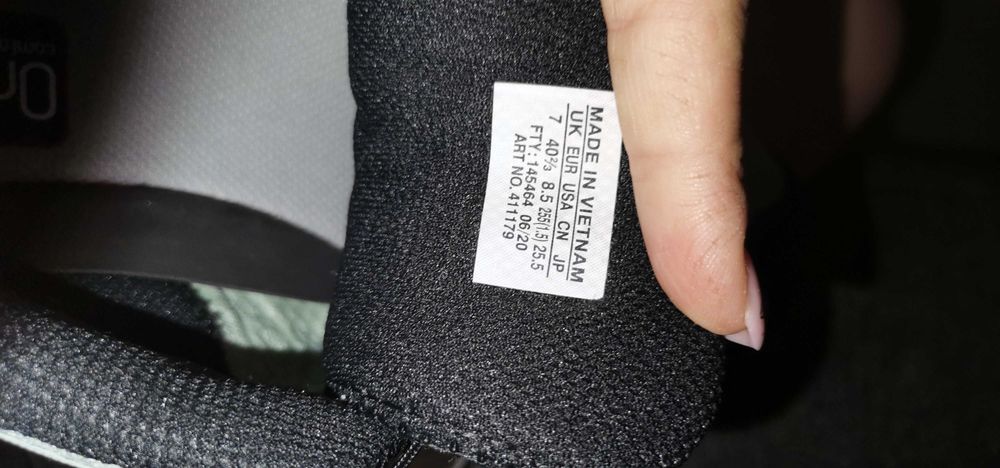 MADE IN VIETNAM
UK EUR USA CN JP
7 40⅔ 8.5 255(1.5) 25.5
FTY: 145464 06/20
ART NO. 411179
Or